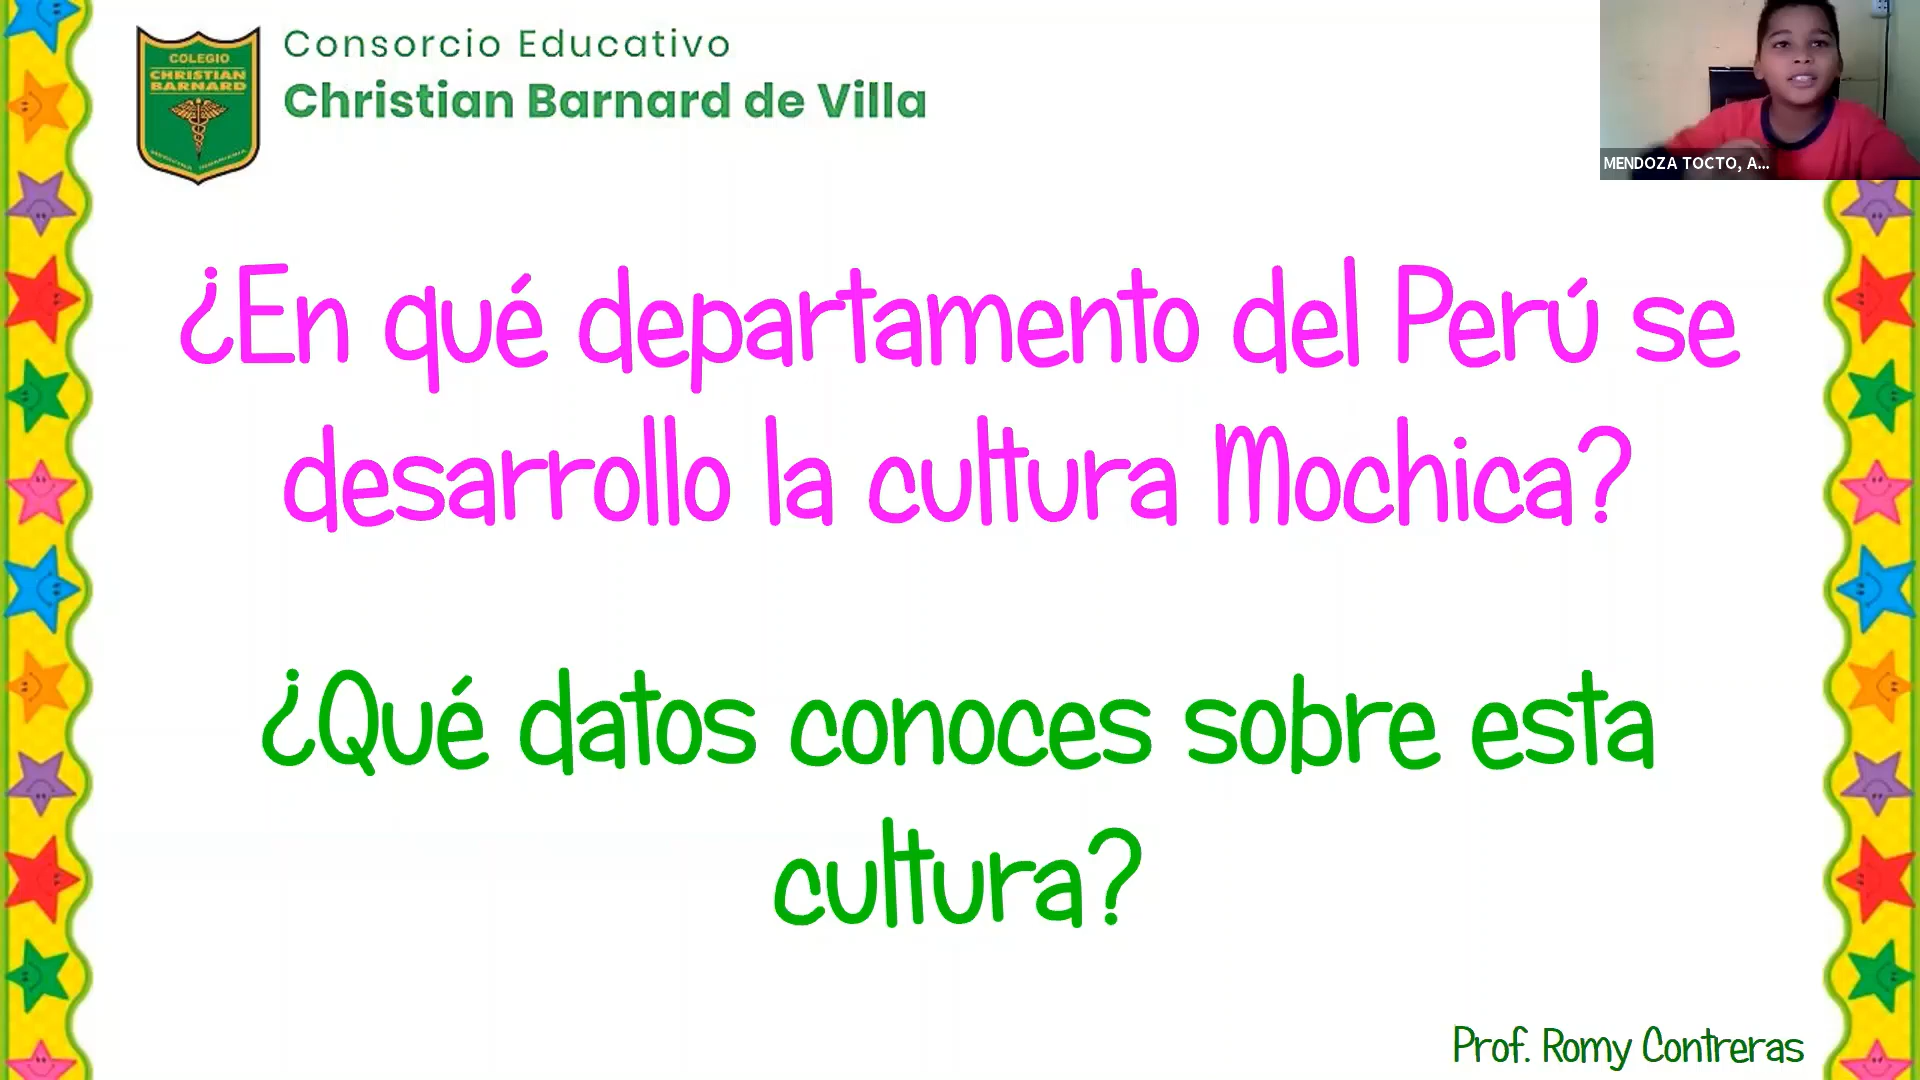 COLEGIO
CHRISTIAN
BARNARD
Consorcio Educativo
Christian Barnard de Villa
MENDOZA TOCTO, A...
¿En qué departamento del Perú se
desarrollo la cultura Mochica?
¿Qué datos conoces sobre esta
cultura?
Prof. Romy Contreras